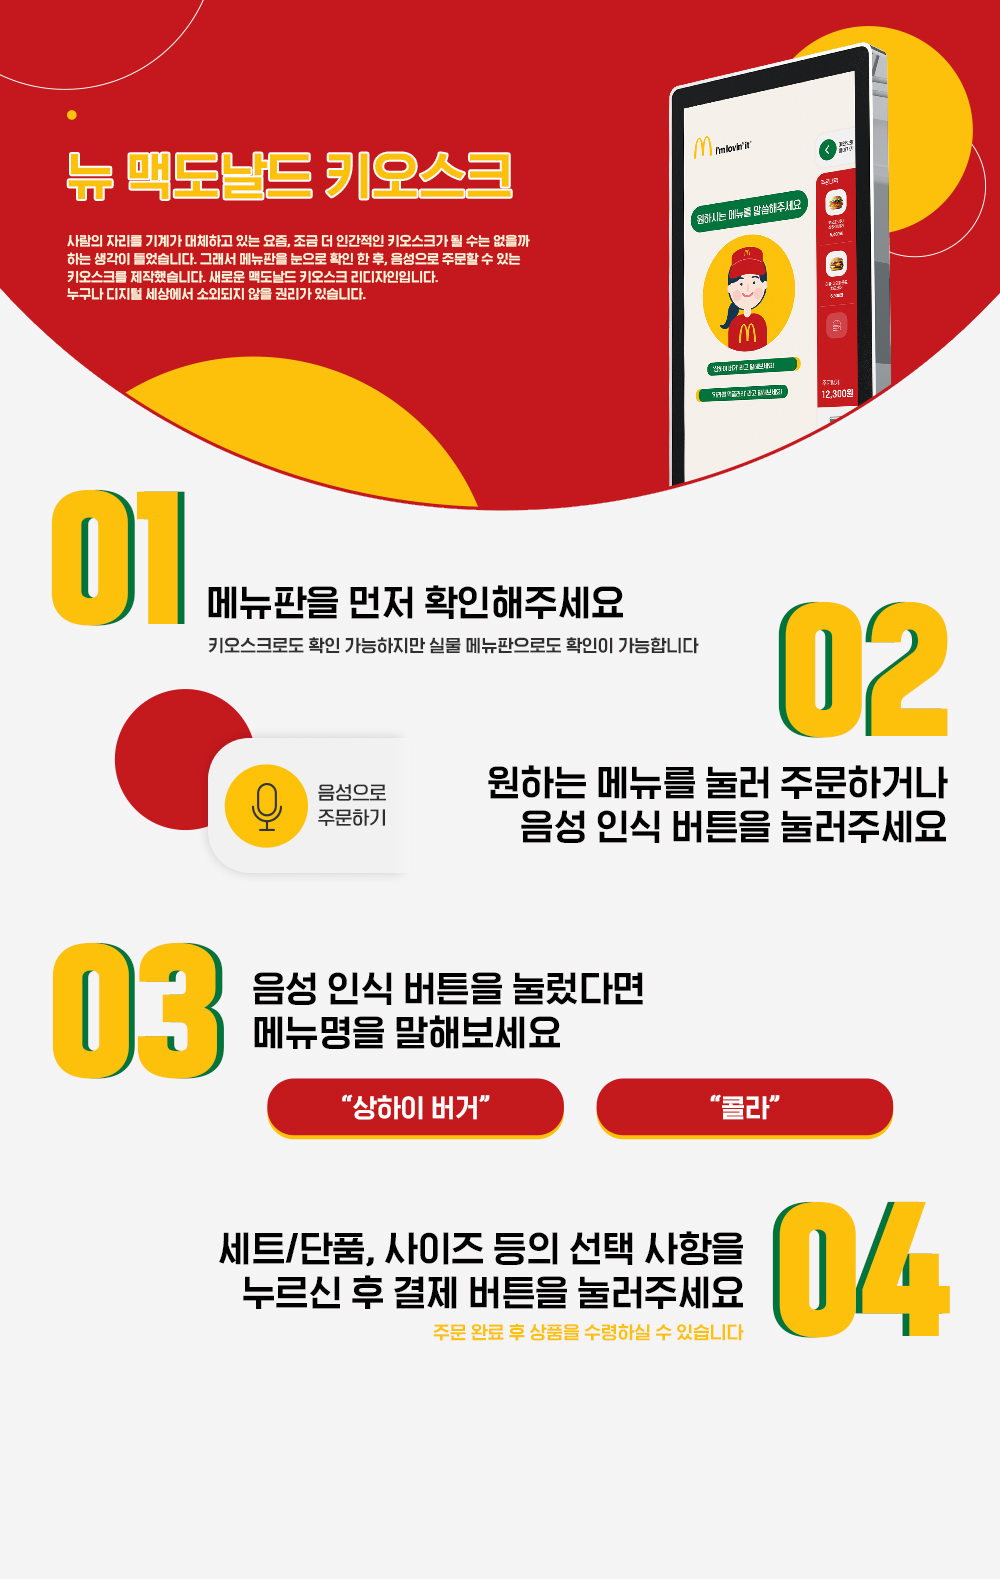 뉴 맥도날드 키오스크
사람의 자리를 기계가 대체하고 있는 요즘, 조금 더 인간적인 키오스크가 될 수는 없을까
하는 생각이 들었습니다. 그래서 메뉴판을 눈으로 확인 한 후, 음성으로 주문할 수 있는
키오스크를 제작했습니다. 새로운 맥도날드 키오스크 리디자인입니다.
누구나 디지털 세상에서 소외되지 않을 권리가 있습니다.
i'm lovin' it
원하시는 메뉴를 말씀해주세요
12,300원
01
메뉴판을 먼저 확인해주세요
키오스크로도 확인 가능하지만 실물 메뉴판으로도 확인이 가능합니다
02
원하는 메뉴를 눌러 주문하거나
음성 인식 버튼을 눌러주세요
음성으로
주문하기
03
음성 인식 버튼을 눌렀다면
메뉴명을 말해보세요
“상하이 버거”
“콜라”
04
세트/단품, 사이즈 등의 선택 사항을
누르신 후 결제 버튼을 눌러주세요
주문 완료 후 상품을 수령하실 수 있습니다